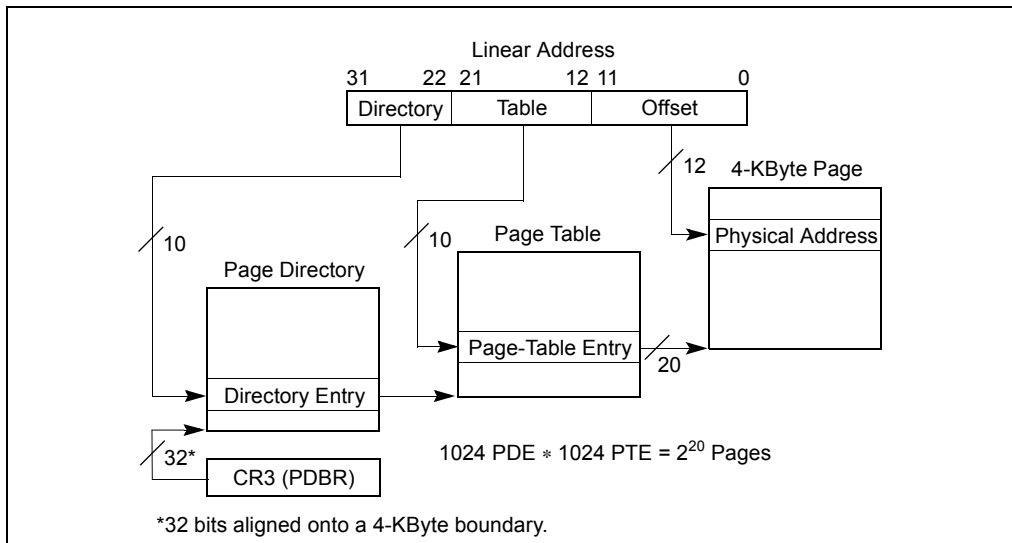 Linear Address
31 22 21 12 11 0
Directory Table Offset
12 4-KByte Page
10 10 Page Table Physical Address
Page Directory
Page-Table Entry 20
Directory Entry
32* 1024 PDE * 1024 PTE = 2²⁰ Pages
CR3 (PDBR)
*32 bits aligned onto a 4-KByte boundary.